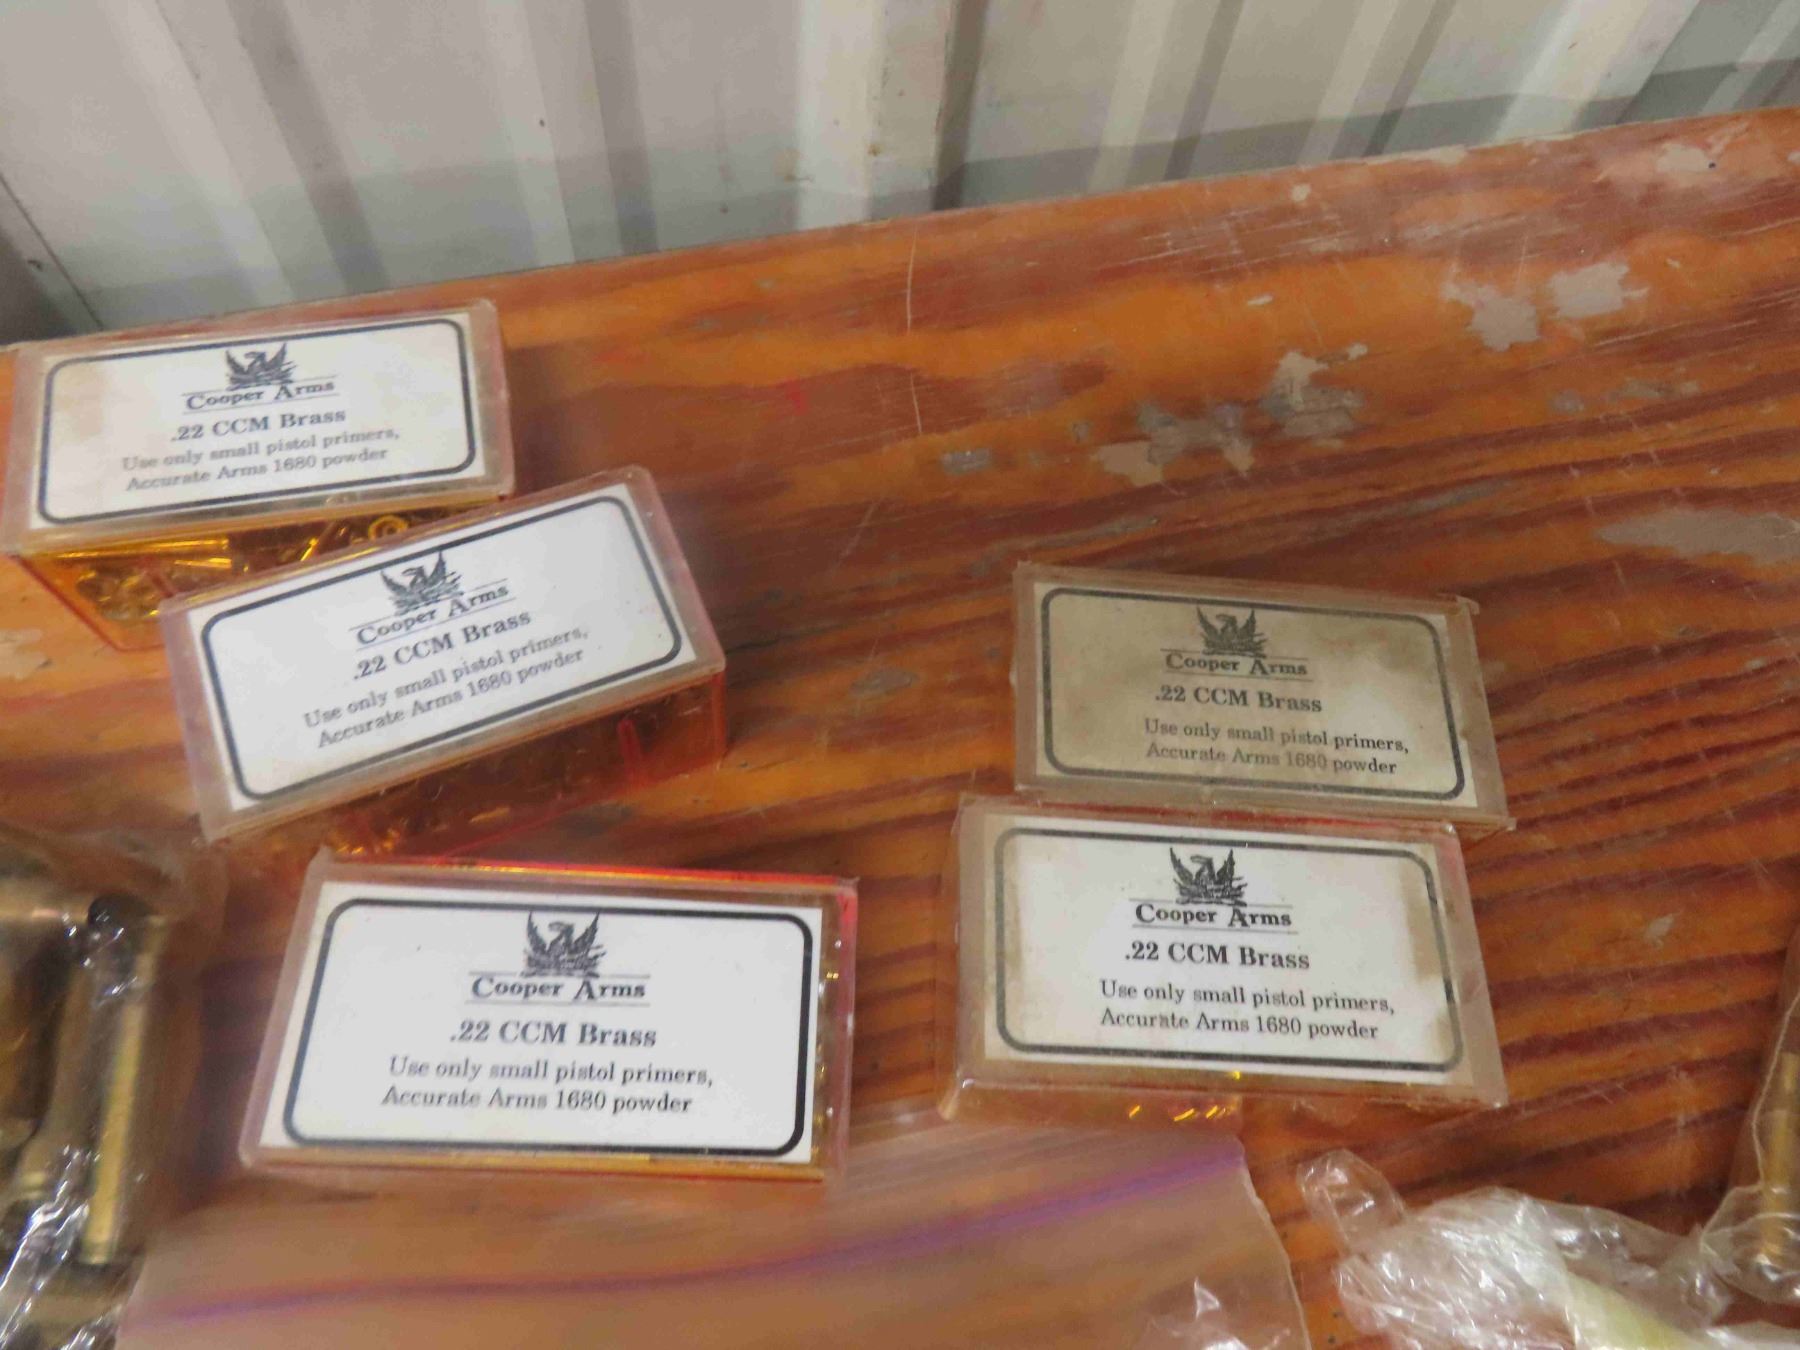 Cooper Arms
.22 CCM Brass
Use only small pistol primers,
Accurate Arms 1680 powder
Cooper Arms
.22 CCM Brass
Use only small pistol primers,
Accurate Arms 1680 powder
Cooper Arms
.22 CCM Brass
Use only small pistol primers,
Accurate Arms 1680 powder
Cooper Arms
.22 CCM Brass
Use only small pistol primers,
Accurate Arms 1680 powder
Cooper Arms
.22 CCM Brass
Use only small pistol primers,
Accurate Arms 1680 powder